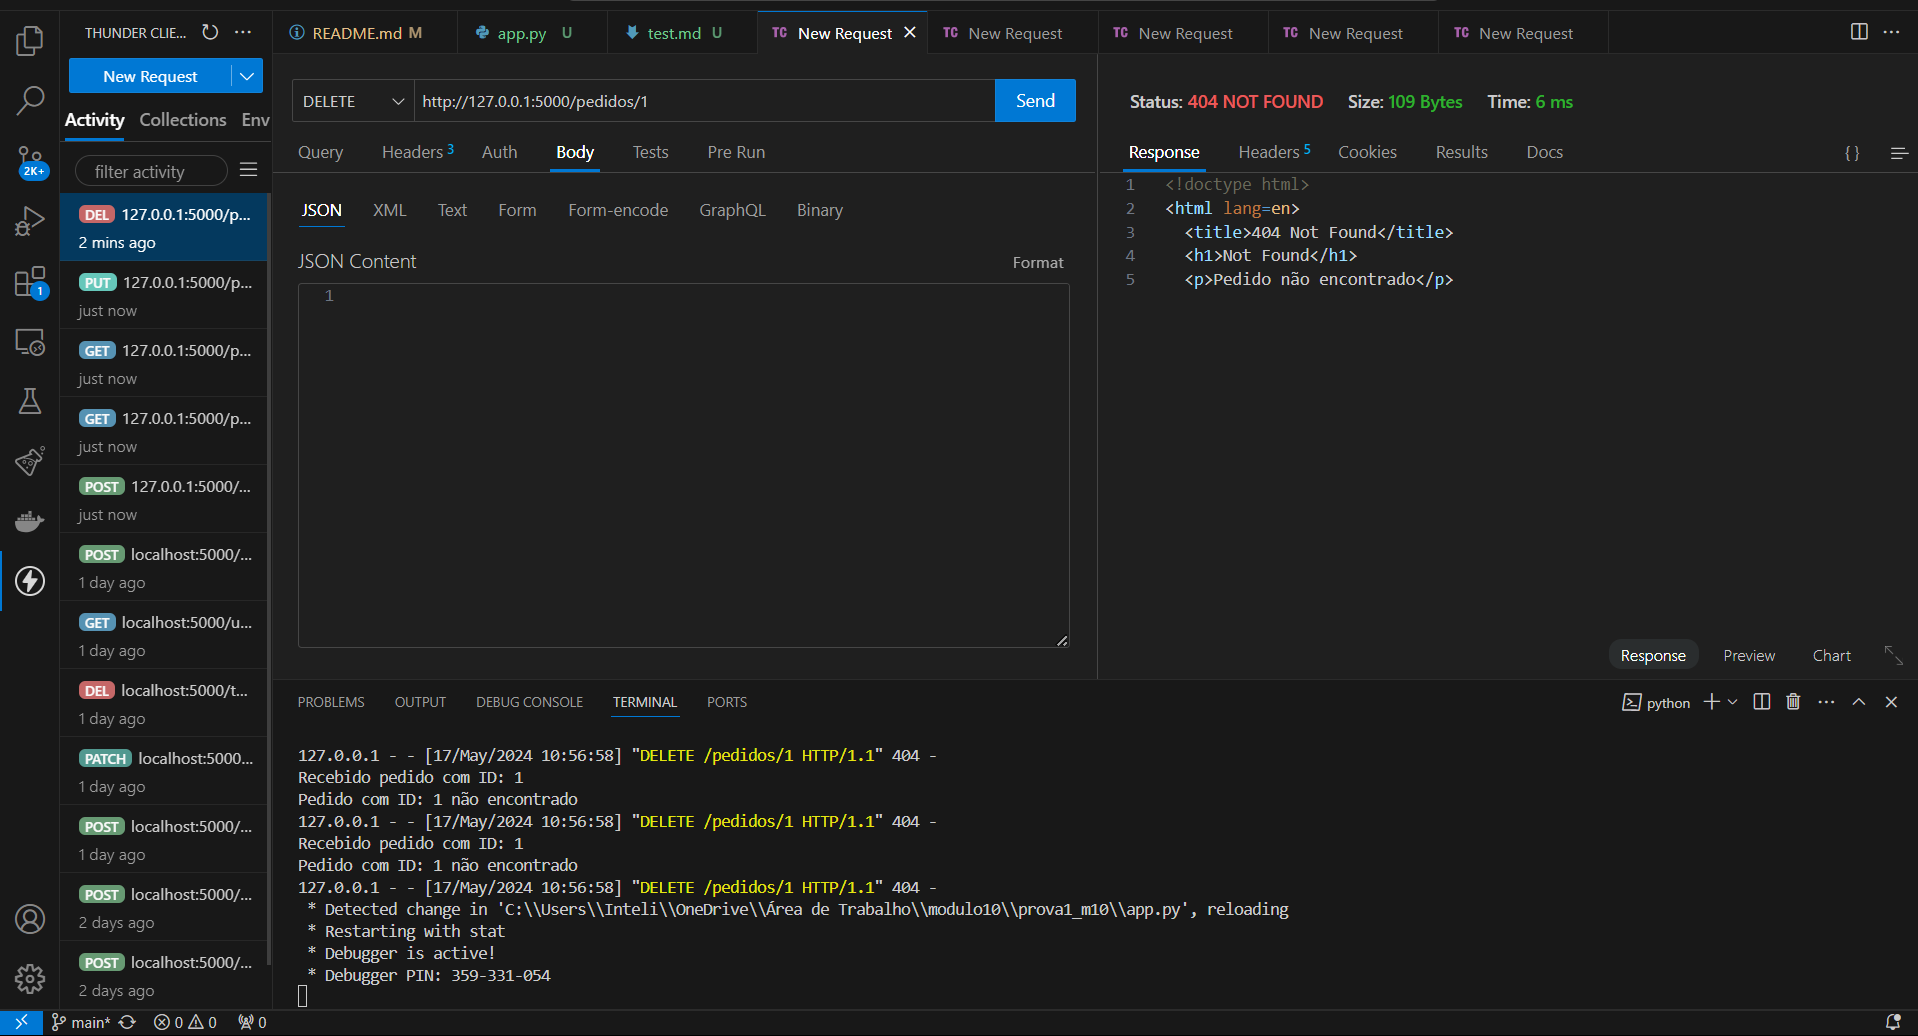 THUNDER CLIE...
README.md M
app.py U
test.md U
TC New Request
TC New Request
TC New Request
TC New Request
TC New Request
New Request
Activity
Collections
Env
filter activity
DEL 127.0.0.1:5000/p...
2 mins ago
PUT 127.0.0.1:5000/p...
just now
GET 127.0.0.1:5000/p...
just now
GET 127.0.0.1:5000/p...
just now
POST 127.0.0.1:5000/...
just now
POST localhost:5000/...
1 day ago
GET localhost:5000/u...
1 day ago
DEL localhost:5000/t...
1 day ago
PATCH localhost:5000...
1 day ago
POST localhost:5000/...
1 day ago
POST localhost:5000/...
2 days ago
POST localhost:5000/...
2 days ago
2K+
1
DELETE
http://127.0.0.1:5000/pedidos/1
Send
Query
Headers 3
Auth
Body
Tests
Pre Run
JSON
XML
Text
Form
Form-encode
GraphQL
Binary
JSON Content
Format
1
Status: 404 NOT FOUND Size: 109 Bytes Time: 6 ms
Response
Headers 5
Cookies
Results
Docs
{ }
1 <!doctype html>
2 <html lang=en>
3 <title>404 Not Found</title>
4 <h1>Not Found</h1>
5 <p>Pedido não encontrado</p>
Response
Preview
Chart
PROBLEMS
OUTPUT
DEBUG CONSOLE
TERMINAL
PORTS
python
127.0.0.1 - - [17/May/2024 10:56:58] "DELETE /pedidos/1 HTTP/1.1" 404 -
Recebido pedido com ID: 1
Pedido com ID: 1 não encontrado
127.0.0.1 - - [17/May/2024 10:56:58] "DELETE /pedidos/1 HTTP/1.1" 404 -
Recebido pedido com ID: 1
Pedido com ID: 1 não encontrado
127.0.0.1 - - [17/May/2024 10:56:58] "DELETE /pedidos/1 HTTP/1.1" 404 -
* Detected change in 'C:\\Users\\Inteli\\OneDrive\\Área de Trabalho\\modulo10\\prova1_m10\\app.py', reloading
* Restarting with stat
* Debugger is active!
* Debugger PIN: 359-331-054
main*
0
0
0